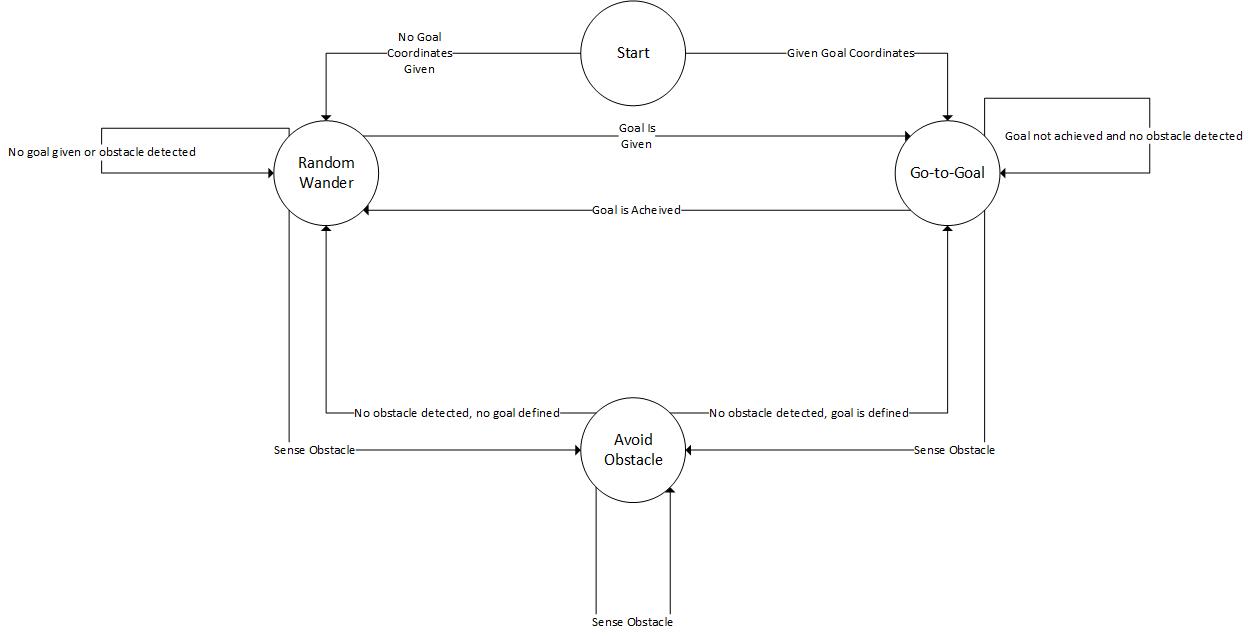 No Goal
Coordinates
Given
Start
Given Goal Coordinates
No goal given or obstacle detected
Random
Wander
Goal Is
Given
Go-to-Goal
Goal not achieved and no obstacle detected
Goal is Acheived
No obstacle detected, no goal defined
No obstacle detected, goal is defined
Sense Obstacle
Avoid
Obstacle
Sense Obstacle
Sense Obstacle